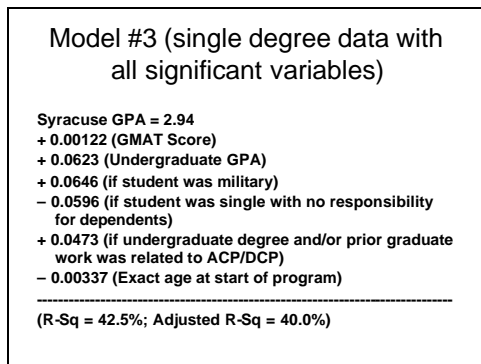 Model #3 (single degree data with
all significant variables)
Syracuse GPA = 2.94
+ 0.00122 (GMAT Score)
+ 0.0623 (Undergraduate GPA)
+ 0.0646 (if student was military)
– 0.0596 (if student was single with no responsibility
for dependents)
+ 0.0473 (if undergraduate degree and/or prior graduate
work was related to ACP/DCP)
– 0.00337 (Exact age at start of program)
--------------------------------------------------------------------------------
(R-Sq = 42.5%; Adjusted R-Sq = 40.0%)